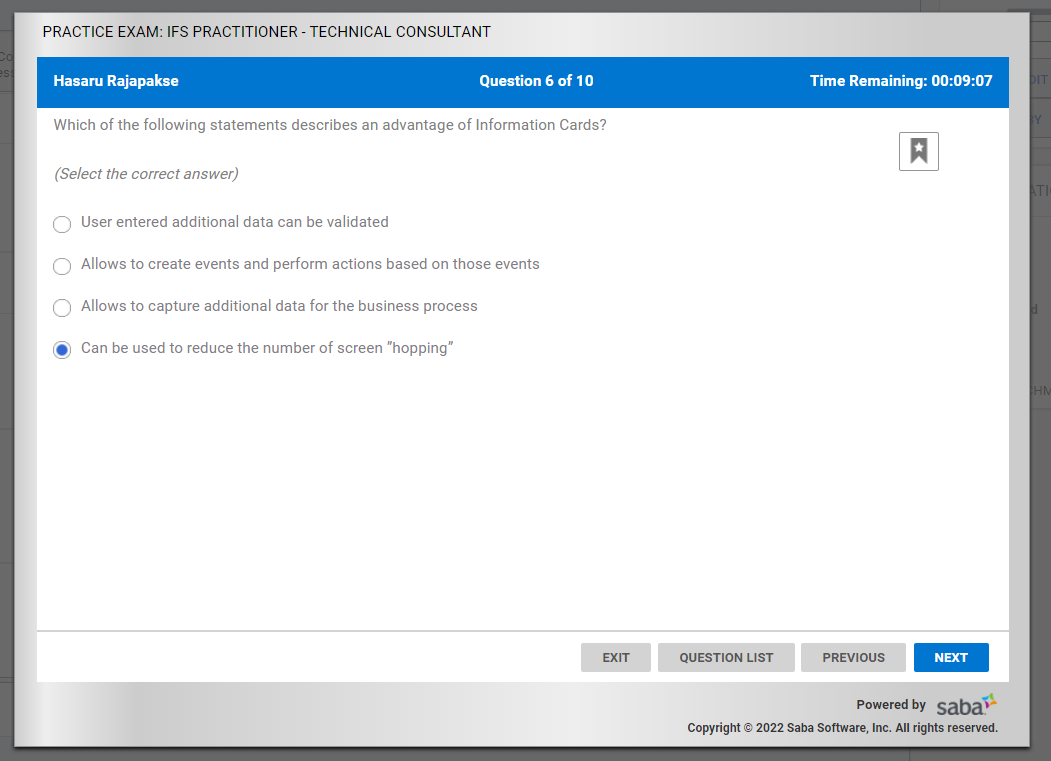 PRACTICE EXAM: IFS PRACTITIONER - TECHNICAL CONSULTANT
Hasaru Rajapakse Question 6 of 10 Time Remaining: 00:09:07
Which of the following statements describes an advantage of Information Cards?
(Select the correct answer)
User entered additional data can be validated
Allows to create events and perform actions based on those events
Allows to capture additional data for the business process
Can be used to reduce the number of screen ”hopping”
EXIT QUESTION LIST PREVIOUS NEXT
Powered by saba
Copyright © 2022 Saba Software, Inc. All rights reserved.